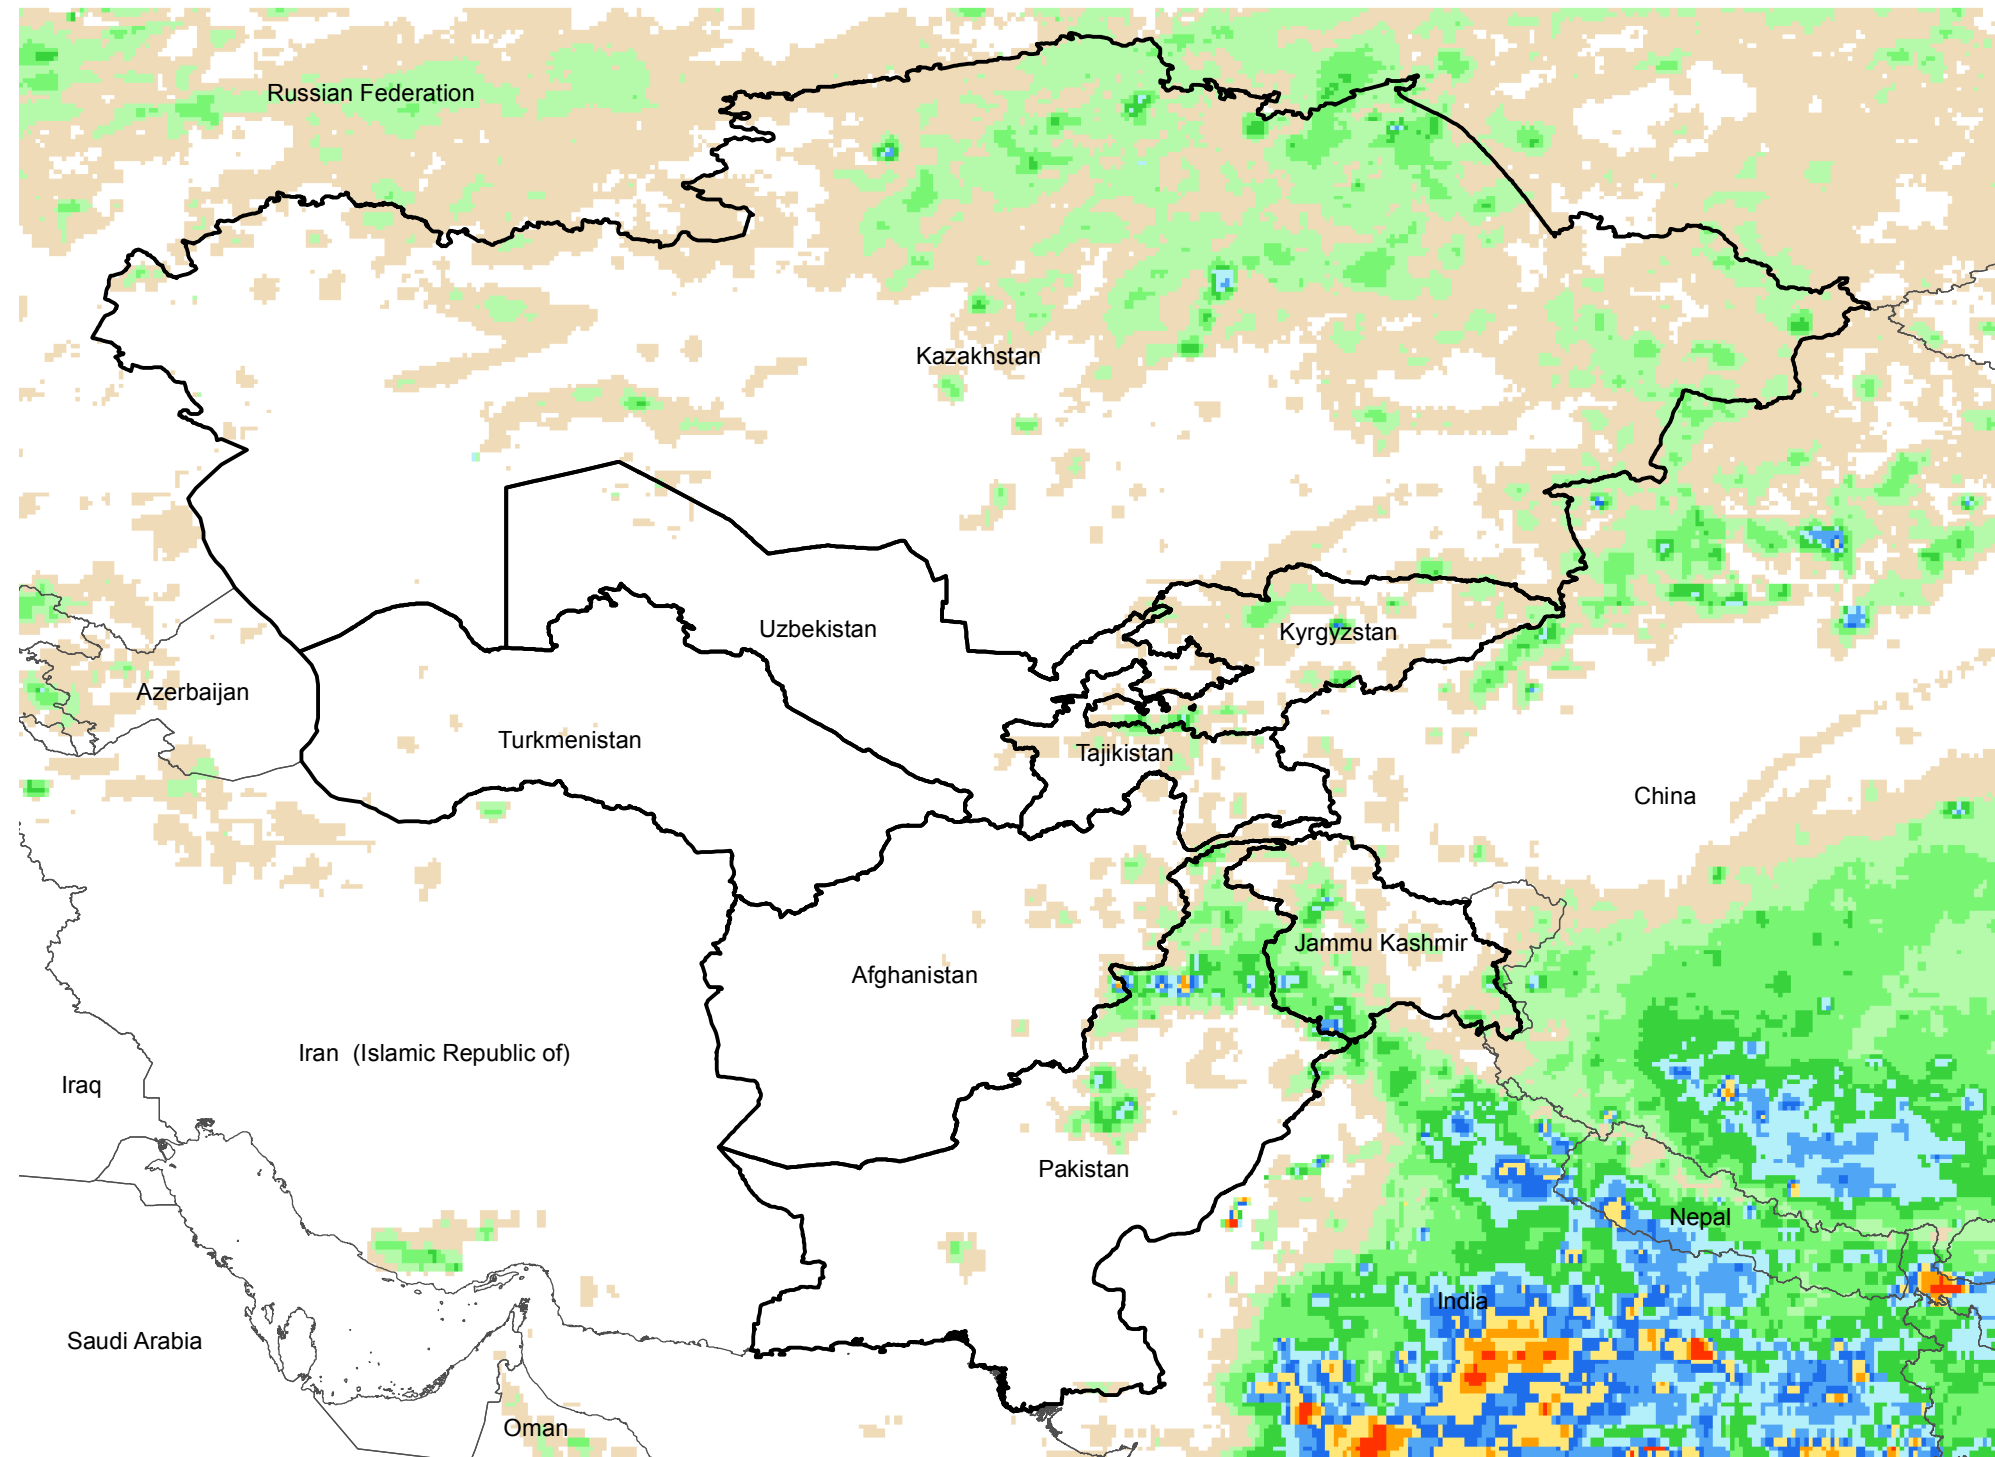 Russian Federation
Kazakhstan
Uzbekistan
Kyrgyzstan
Azerbaijan
Turkmenistan
Tajikistan
China
Jammu Kashmir
Afghanistan
Iran  (Islamic Republic of)
Iraq
Pakistan
Nepal
India
Saudi Arabia
Oman